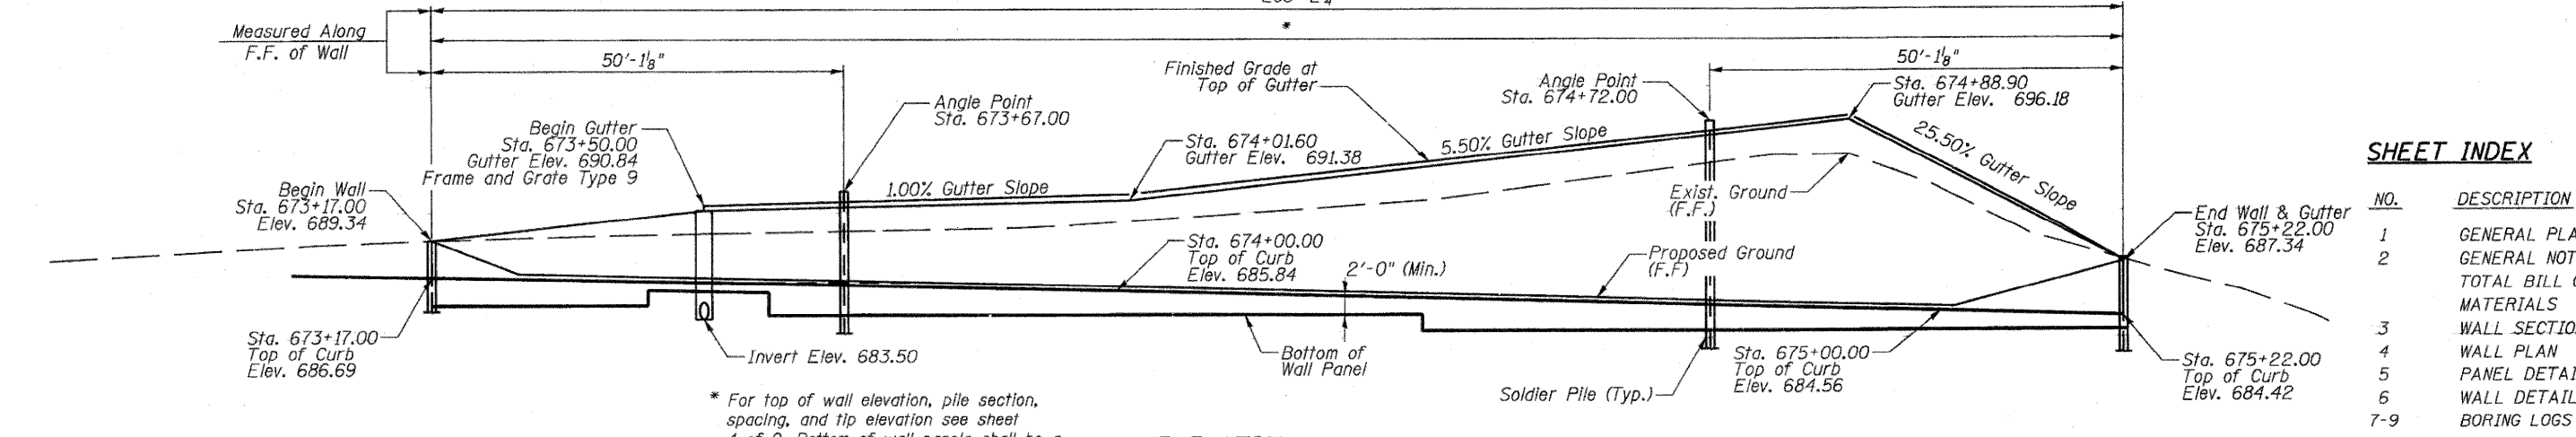 *
Measured Along
F.F. of Wall
50'-1⅛"
50'-1⅛"
Finished Grade at
Top of Gutter
Angle Point
Sta. 674+72.00
Sta. 674+88.90
Gutter Elev. 696.18
Angle Point
Sta. 673+67.00
Begin Gutter
Sta. 673+50.00
Gutter Elev. 690.84
Frame and Grate Type 9
Sta. 674+01.60
Gutter Elev. 691.38
5.50% Gutter Slope
25.50% Gutter Slope
1.00% Gutter Slope
Begin Wall
Sta. 673+17.00
Elev. 689.34
Exist. Ground
(F.F.)
End Wall & Gutter
Sta. 675+22.00
Elev. 687.34
Sta. 674+00.00
Top of Curb
Elev. 685.84
2'-0" (Min.)
Proposed Ground
(F.F)
Sta. 673+17.00
Top of Curb
Elev. 686.69
Invert Elev. 683.50
Bottom of
Wall Panel
Soldier Pile (Typ.)
Sta. 675+00.00
Top of Curb
Elev. 684.56
Sta. 675+22.00
Top of Curb
Elev. 684.42
* For top of wall elevation, pile section,
spacing, and tip elevation see sheet
SHEET INDEX
NO. DESCRIPTION
1 GENERAL PLA
2 GENERAL NOT
TOTAL BILL
MATERIALS
3 WALL SECTIO
4 WALL PLAN
5 PANEL DETAI
6 WALL DETAIL
7-9 BORING LOGS